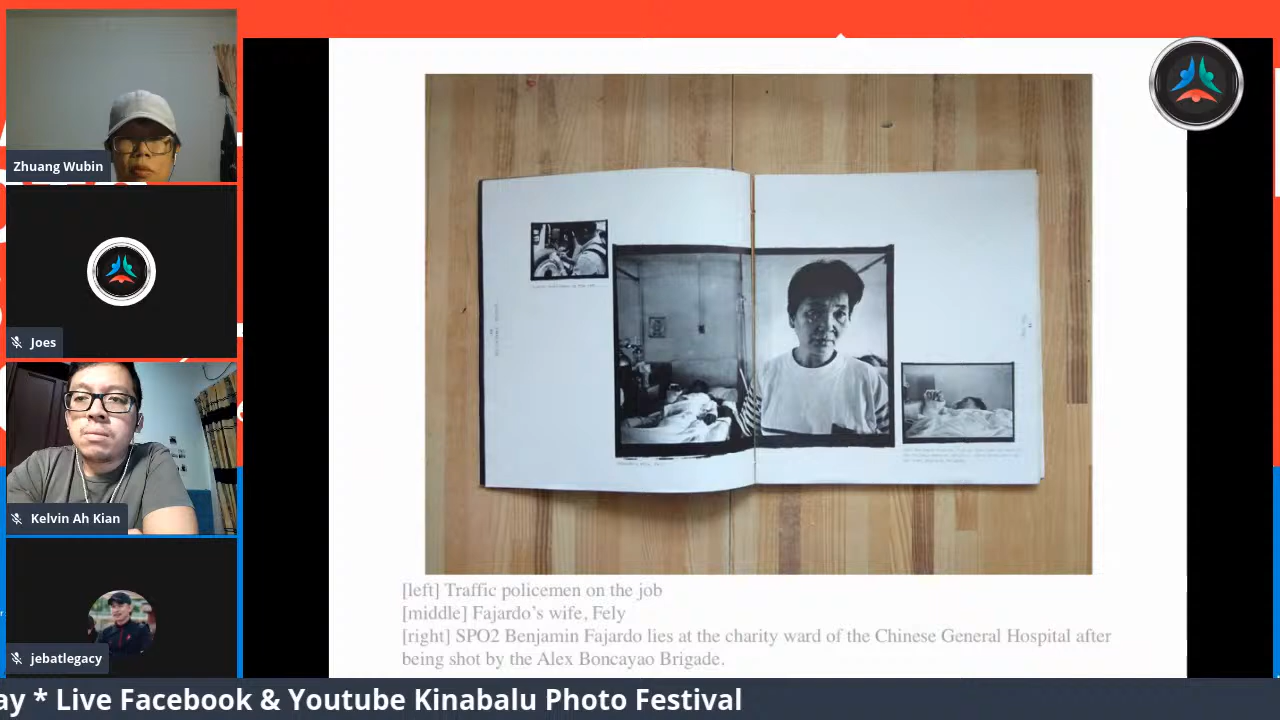 Zhuang Wubin
Joes
Kelvin Ah Kian
jebatlegacy
[left] Traffic policemen on the job
[middle] Fajardo's wife, Fely
[right] SPO2 Benjamin Fajardo lies at the charity ward of the Chinese General Hospital after
being shot by the Alex Boncayao Brigade.
ay * Live Facebook & Youtube Kinabalu Photo Festival